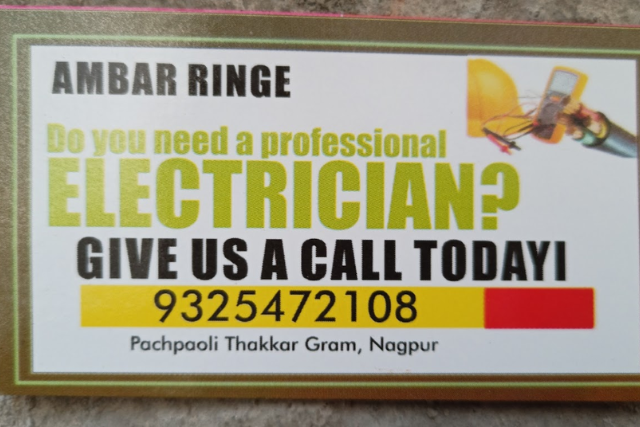 AMBAR RINGE
Do you need a professional
ELECTRICIAN?
GIVE US A CALL TODAY!
9325472108
Pachpaoli Thakkar Gram, Nagpur